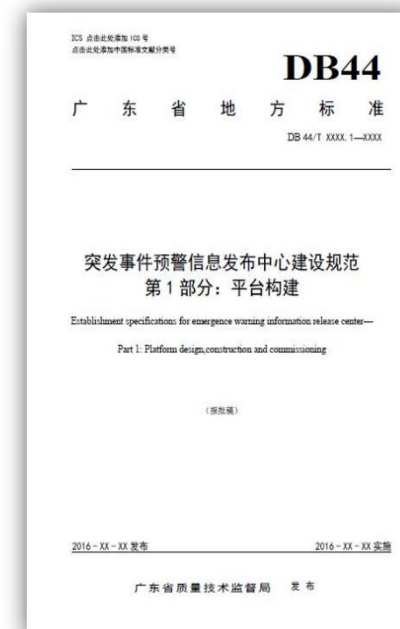 ICS 点击此处添加 ICS 号
点击此处添加中国标准文献分类号
DB44
广东省地方标准
DB 44/T XXXX.1—XXXX
突发事件预警信息发布中心建设规范
第 1 部分：平台构建
Establishment specifications for emergence warning information release center—
Part 1: Platform design,construction and commissioning
（报批稿）
2016 - XX - XX 发布
2016 - XX - XX 实施
广东省质量技术监督局 发布